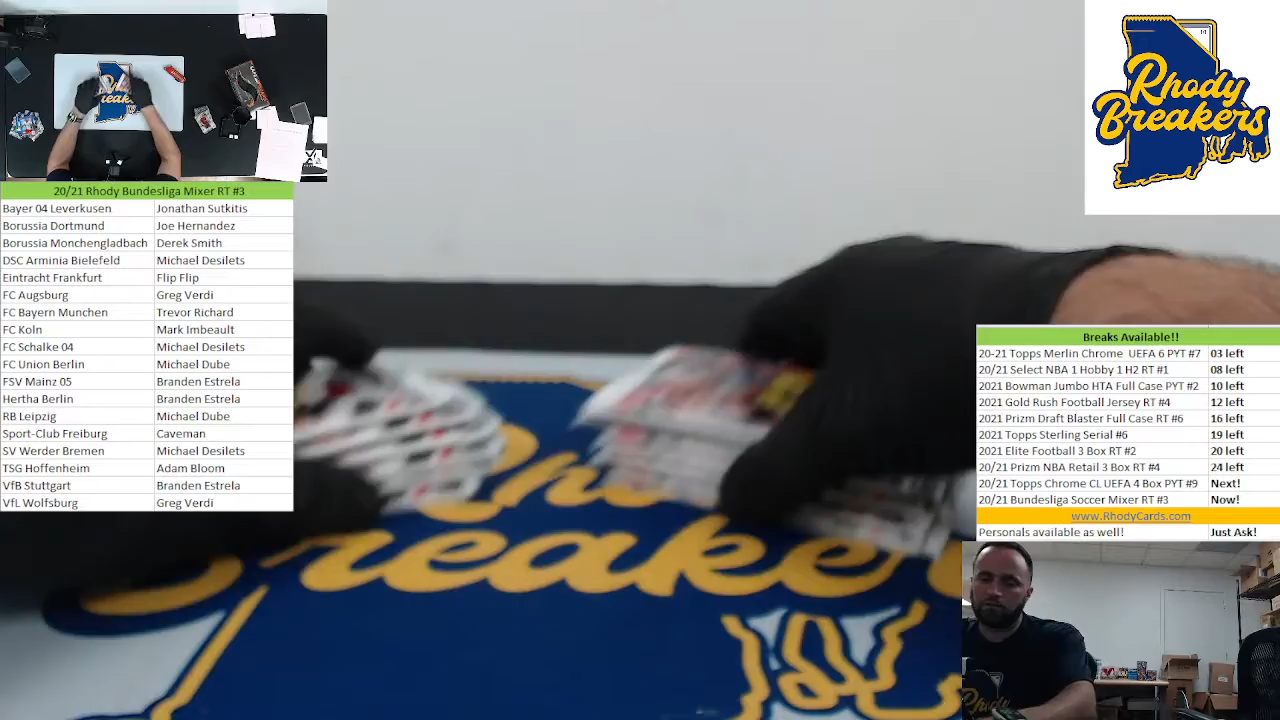 20/21 Rhody Bundesliga Mixer RT #3
Bayer 04 Leverkusen Jonathan Sutkitis
Borussia Dortmund Joe Hernandez
Borussia Monchengladbach Derek Smith
DSC Arminia Bielefeld Michael Desilets
Eintracht Frankfurt Flip Flip
FC Augsburg Greg Verdi
FC Bayern Munchen Trevor Richard
FC Koln Mark Imbeault
FC Schalke 04 Michael Desilets
FC Union Berlin Michael Dube
FSV Mainz 05 Branden Estrela
Hertha Berlin Branden Estrela
RB Leipzig Michael Dube
Sport-Club Freiburg Caveman
SV Werder Bremen Michael Desilets
TSG Hoffenheim Adam Bloom
VfB Stuttgart Branden Estrela
VfL Wolfsburg Greg Verdi
Rhody
Breakers
1/1
Breake
Breakers Available!!
20-21 Topps Merlin Chrome UEFA 6 PYT #7 03 left
20/21 Select NBA 1 Hobby 1 H2 RT #1 08 left
2021 Bowman Jumbo HTA Full Case PYT #2 10 left
2021 Gold Rush Football Jersey RT #4 12 left
2021 Prizm Draft Blaster Full Case RT #6 16 left
2021 Topps Sterling Serial #6 19 left
2021 Elite Football 3 Box RT #2 20 left
20/21 Prizm NBA Retail 3 Box RT #4 24 left
20/21 Topps Chrome CL UEFA 4 Box PYT #9 Next!
20/21 Bundesliga Soccer Mixer RT #3 Now!
www.RhodyCards.com
Personals available as well! Just Ask!
Rhody